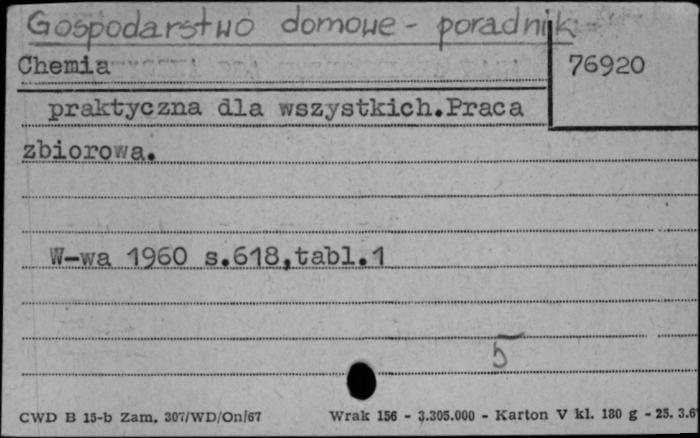 Gospodarstwo domowe - poradnik
Chemia
76920
praktyczna dla wszystkich.Praca
zbiorowa.
W-wa 1960 s.618,tabl.1
5
CWD B 15-b Zam. 307/WD/On/67 Wrak 156 - 3.305.000 - Karton V kl. 180 g - 25. 3.6